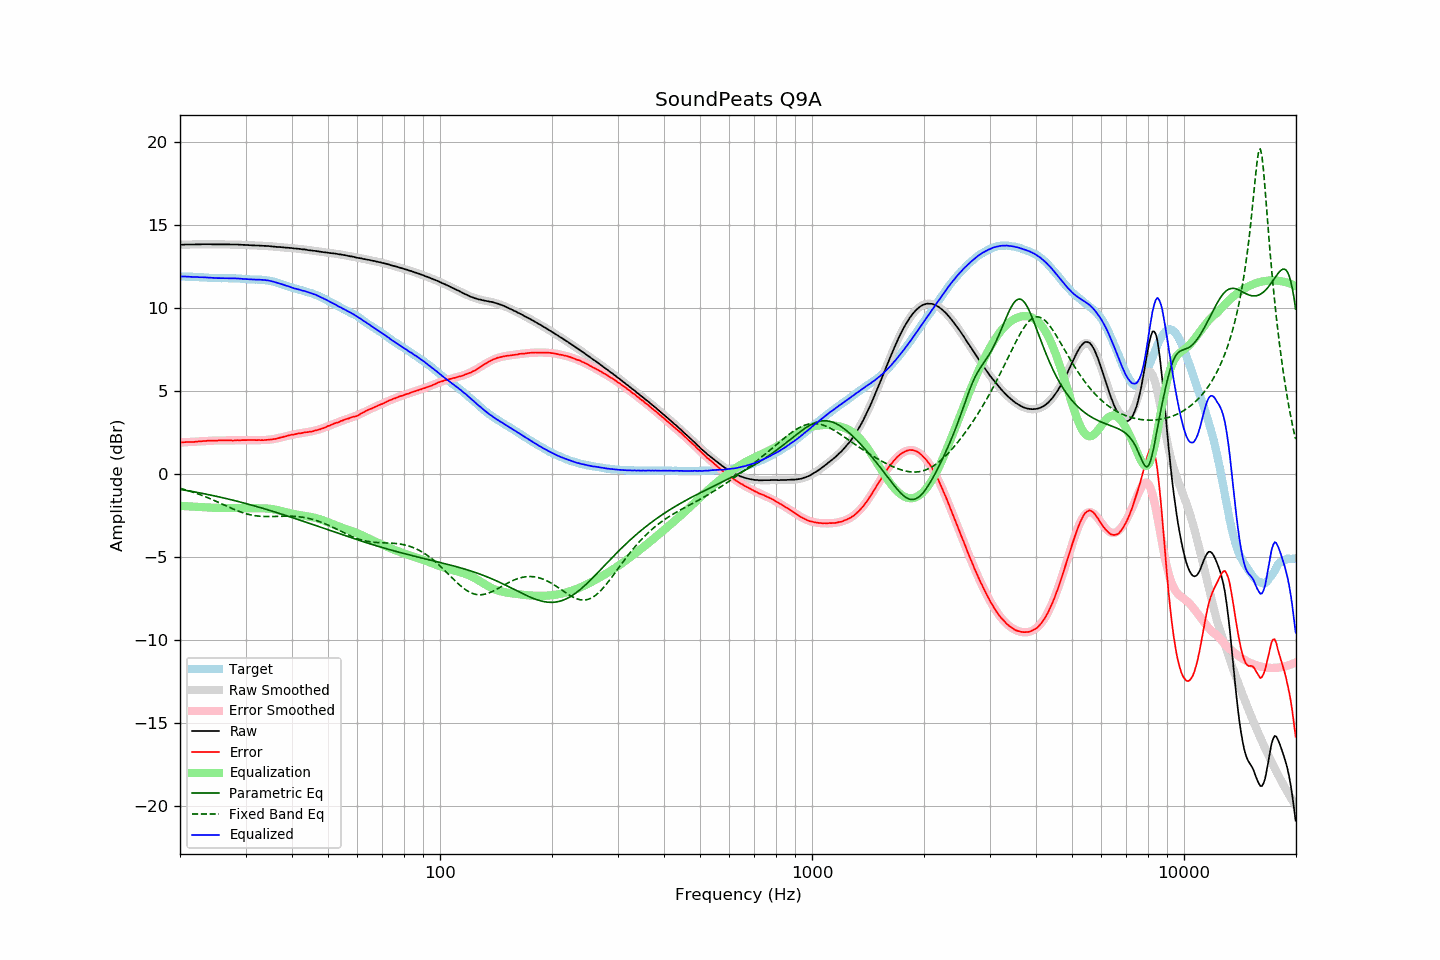 SoundPeats Q9A
20
15
10
5
0
−5
−10
−15
−20
Amplitude (dBr)
Target
Raw Smoothed
Error Smoothed
Raw
Error
Equalization
Parametric Eq
Fixed Band Eq
Equalized
100
1000
10000
Frequency (Hz)